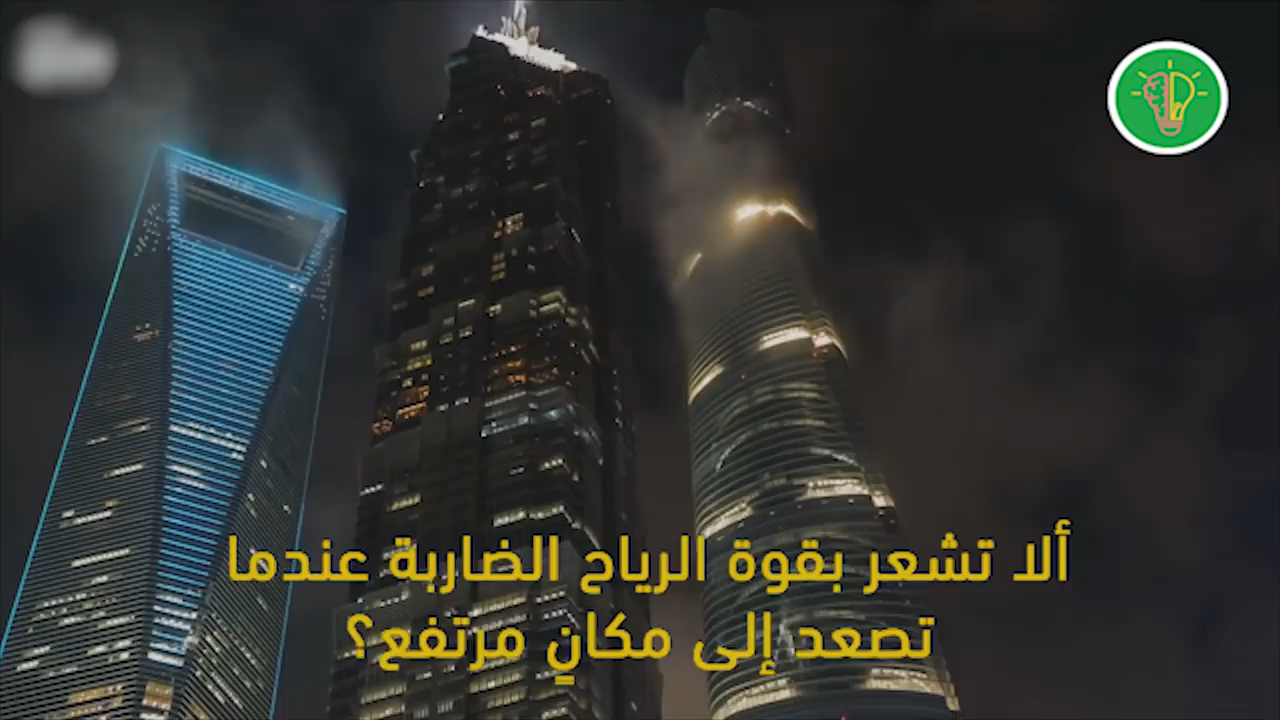 ألا تشعر بقوة الرياح الضاربة عندما
تصعد إلى مكانٍ مرتفع؟